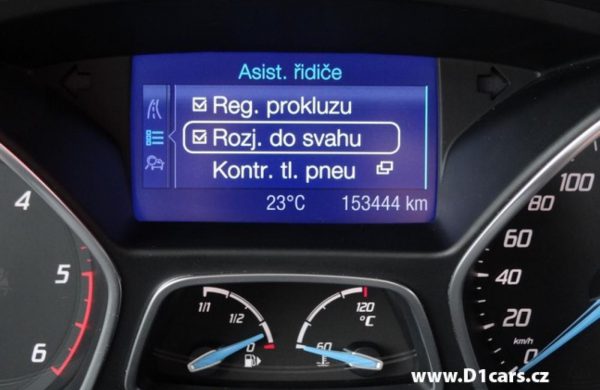 Asist. řidiče
Reg. prokluzu
Rozj. do svahu
Kontr. tl. pneu
23°C 153444 km
4
5
6
1/1
1/2
0
120
°C
60
100
80
60
40
20
km/h
0
www.D1cars.cz